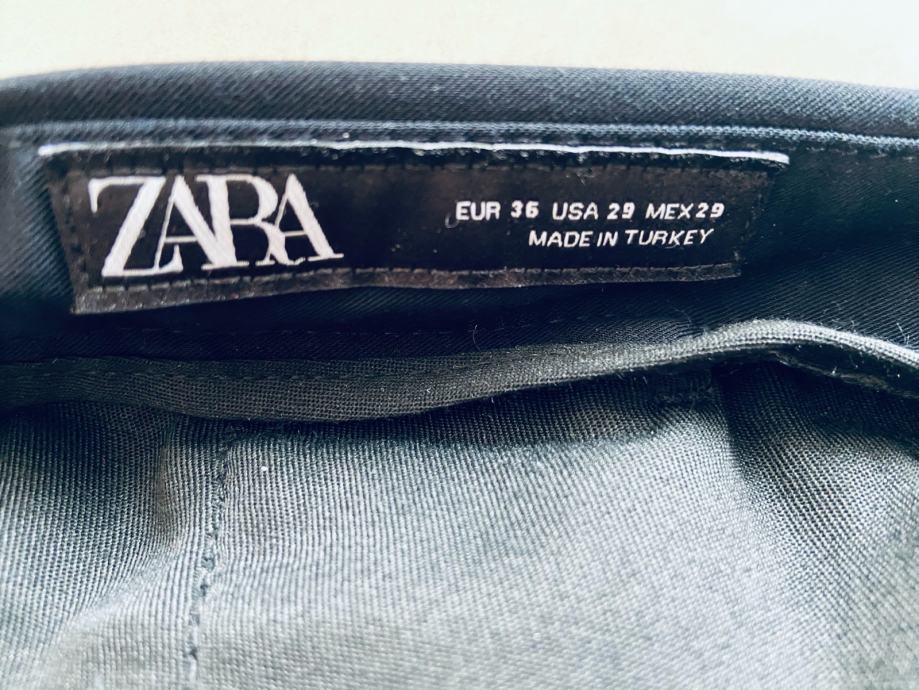 ZARA
EUR 36 USA 29 MEX 29
MADE IN TURKEY